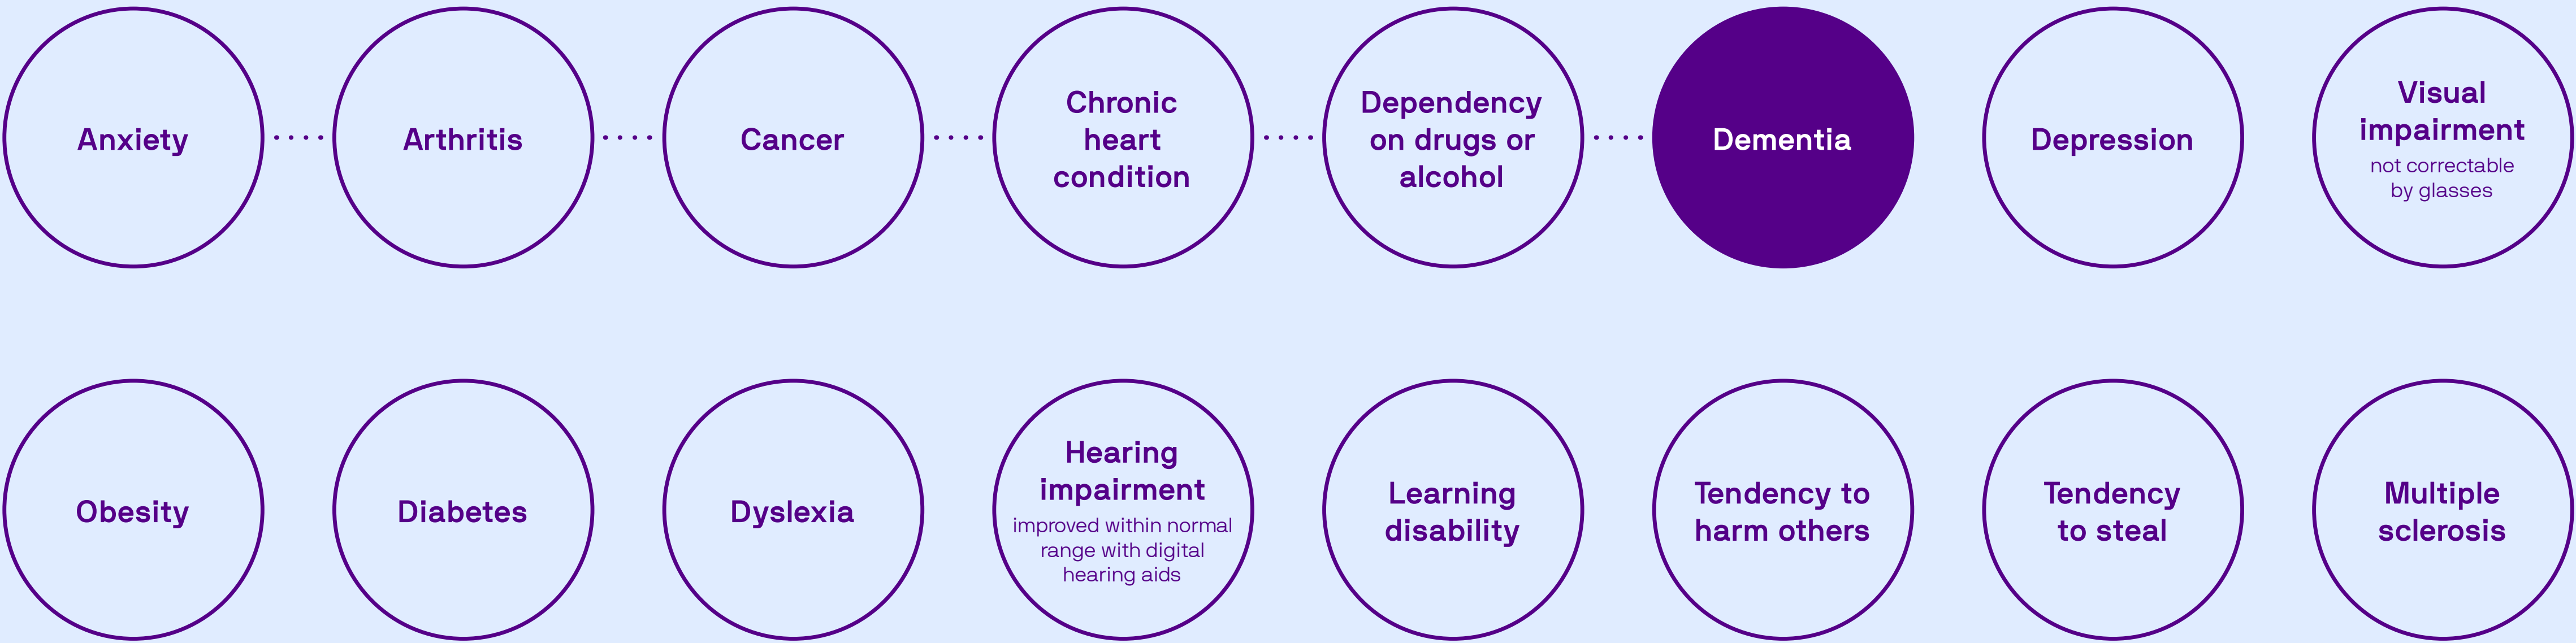 Anxiety
Arthritis
Cancer
Chronic
heart
condition
Dependency
on drugs or
alcohol
Dementia
Depression
Visual
impairment
not correctable
by glasses
Obesity
Diabetes
Dyslexia
Hearing
impairment
improved within normal
range with digital
hearing aids
Learning
disability
Tendency to
harm others
Tendency
to steal
Multiple
sclerosis